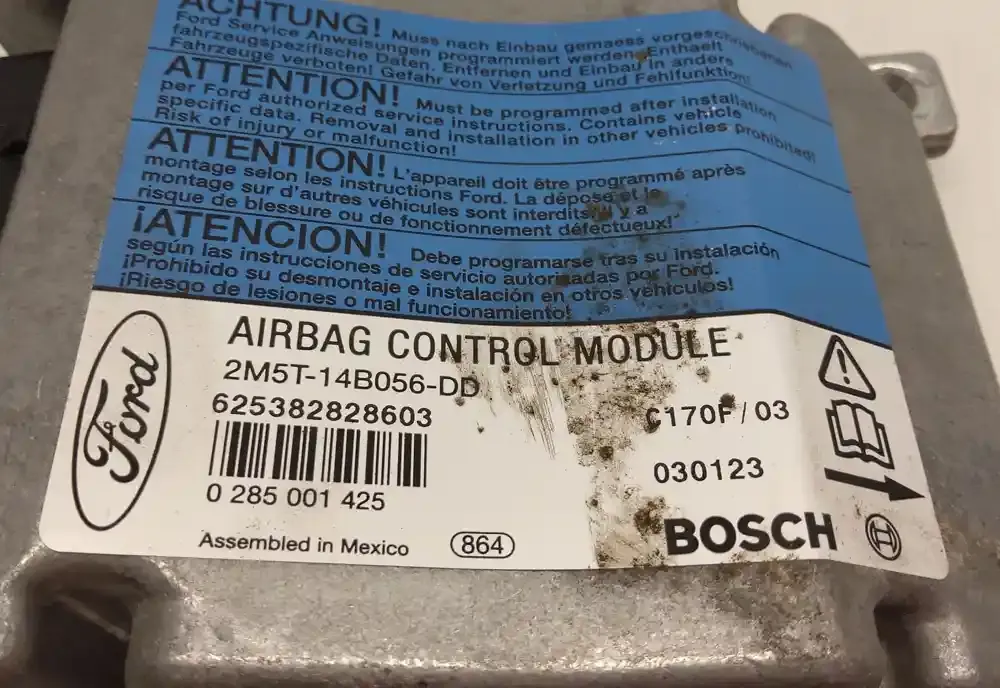 ACHTUNG! Muss nach Einbau gemaess vorgeschriebenen
Ford Service Anweisungen programmiert werden. Enthaelt
fahrzeugspezifische Daten. Entfernen und Einbau in andere
Fahrzeuge verboten! Gefahr von Verletzung und Fehlfunktion!
ATTENTION! Must be programmed after installation
per Ford authorized service instructions. Contains vehicle
specific data. Removal and installation in other vehicles prohibited!
Risk of injury or malfunction!
ATTENTION! L'appareil doit être programmé après
montage selon les instructions Ford. La dépose et le
montage sur d'autres véhicules sont interdits. Il y a
risque de blessure ou de fonctionnement défectueux!
¡ATENCION! Debe programarse tras su instalación
según las instrucciones de servicio autorizadas por Ford.
¡Prohibido su desmontaje e instalación en otros vehículos!
¡Riesgo de lesiones o mal funcionamiento!
Ford
AIRBAG CONTROL MODULE
2M5T-14B056-DD
625382828603
C170F/03
030123
0 285 001 425
Assembled in Mexico 864
BOSCH